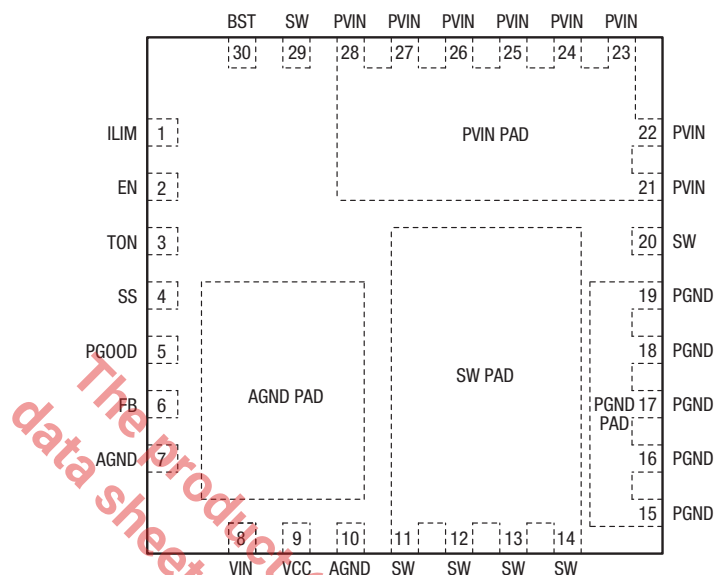 BST SW PVIN PVIN PVIN PVIN PVIN PVIN
30 29 28 27 26 25 24 23
ILIM 1
PVIN PAD
22 PVIN
EN 2
21 PVIN
TON 3
20 SW
SS 4
19 PGND
PGOOD 5
18 PGND
AGND PAD
SW PAD
FB 6
PGND PAD
17 PGND
AGND 7
16 PGND
15 PGND
8 9 10 11 12 13 14
VIN VCC AGND SW SW SW SW
The product
data sheet